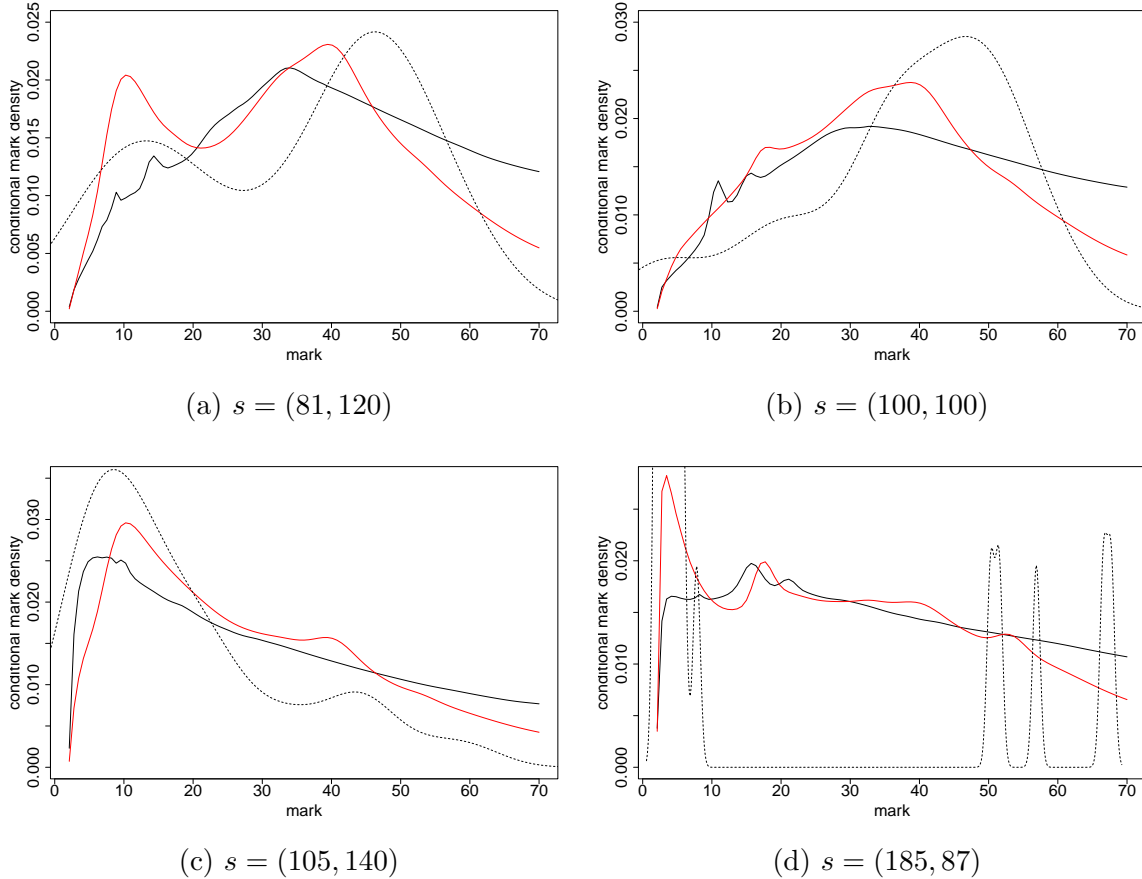 conditional mark density
0.000 0.005 0.010 0.015 0.020 0.025
0 10 20 30 40 50 60 70
mark
(a) s = (81, 120)
conditional mark density
0.000 0.010 0.020 0.030
0 10 20 30 40 50 60 70
mark
(b) s = (100, 100)
conditional mark density
0.000 0.010 0.020 0.030
0 10 20 30 40 50 60 70
mark
(c) s = (105, 140)
conditional mark density
0.000 0.010 0.020
0 10 20 30 40 50 60 70
mark
(d) s = (185, 87)